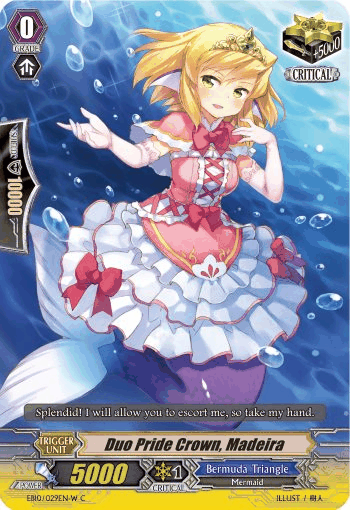 0
GRADE
+5000
CRITICAL
SHIELD
10000
Splendid! I will allow you to escort me, so take my hand.
TRIGGER
UNIT
Duo Pride Crown, Madeira
POWER
5000
1
CRITICAL
Bermuda Triangle
Mermaid
EB10/029EN-W C
ILLUST / 樹人